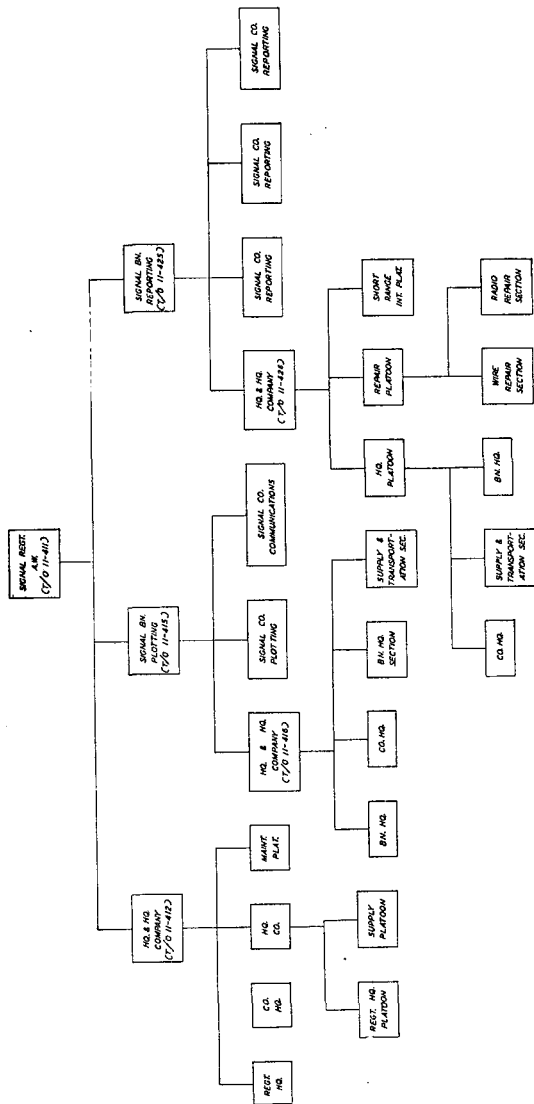 SIGNAL REGT.
A.W.
(T/O 11-411)
HQ. & HQ.
COMPANY
(T/O 11-412)
SIGNAL BN.
PLOTTING
(T/O 11-415)
SIGNAL BN.
REPORTING
(T/O 11-425)
REGT.
HQ.
CO.
HQ.
HQ.
CO.
MAINT.
PLAT.
HQ. & HQ.
COMPANY
(T/O 11-416)
SIGNAL CO.
PLOTTING
SIGNAL CO.
COMMUNICATIONS
HQ. & HQ.
COMPANY
(T/O 11-426)
SIGNAL CO.
REPORTING
SIGNAL CO.
REPORTING
SIGNAL CO.
REPORTING
REGT. HQ.
PLATOON
SUPPLY
PLATOON
BN. HQ.
CO. HQ.
BN. HQ.
SECTION
SUPPLY &
TRANSPORT-
ATION SEC.
HQ.
PLATOON
REPAIR
PLATOON
SHORT
RANGE
INT. PLAT.
CO. HQ.
SUPPLY &
TRANSPORT-
ATION SEC.
BN. HQ.
WIRE
REPAIR
SECTION
RADIO
REPAIR
SECTION